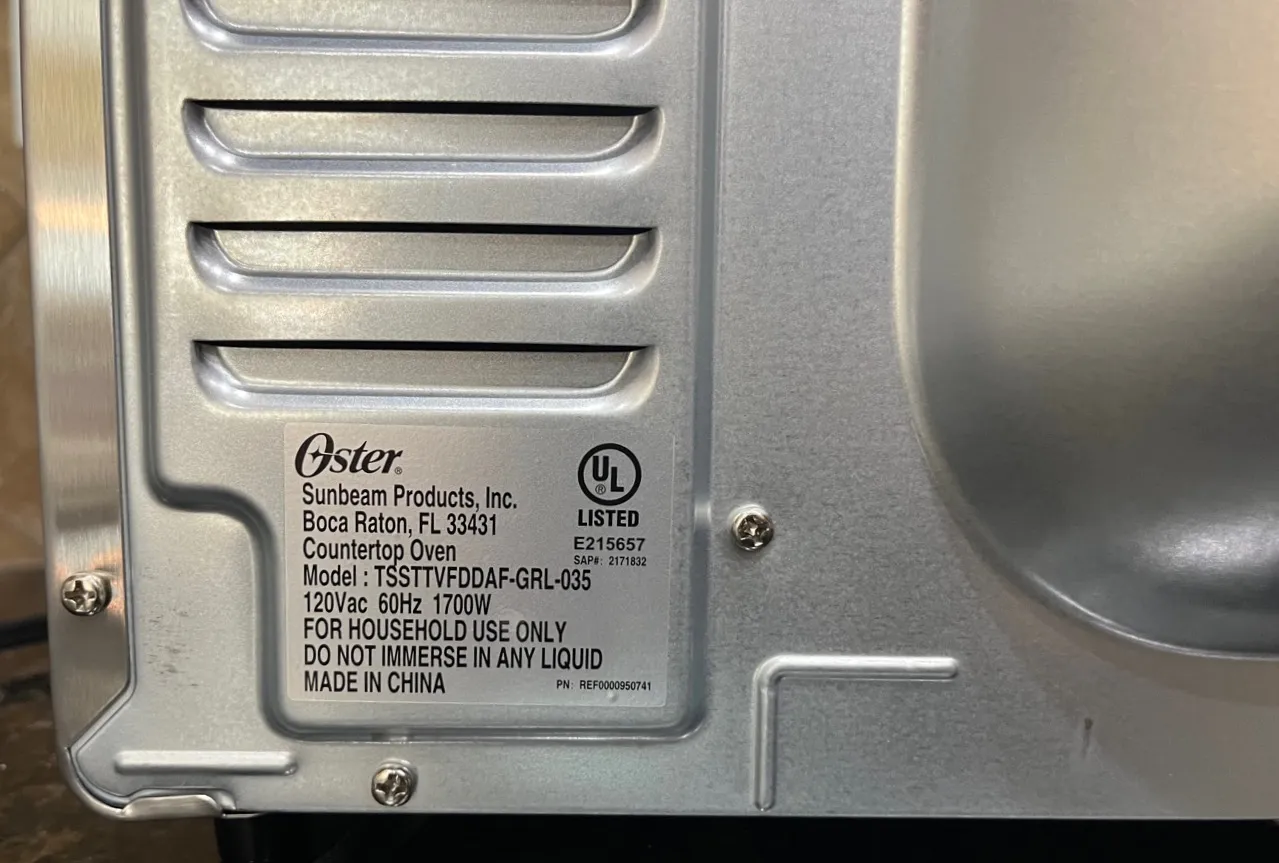 Oster®
Sunbeam Products, Inc.
Boca Raton, FL 33431
Countertop Oven
Model : TSSTTVFDDAF-GRL-035
120Vac 60Hz 1700W
FOR HOUSEHOLD USE ONLY
DO NOT IMMERSE IN ANY LIQUID
MADE IN CHINA
UL®
LISTED
E215657
SAP#: 2171832
PN: REF0000950741